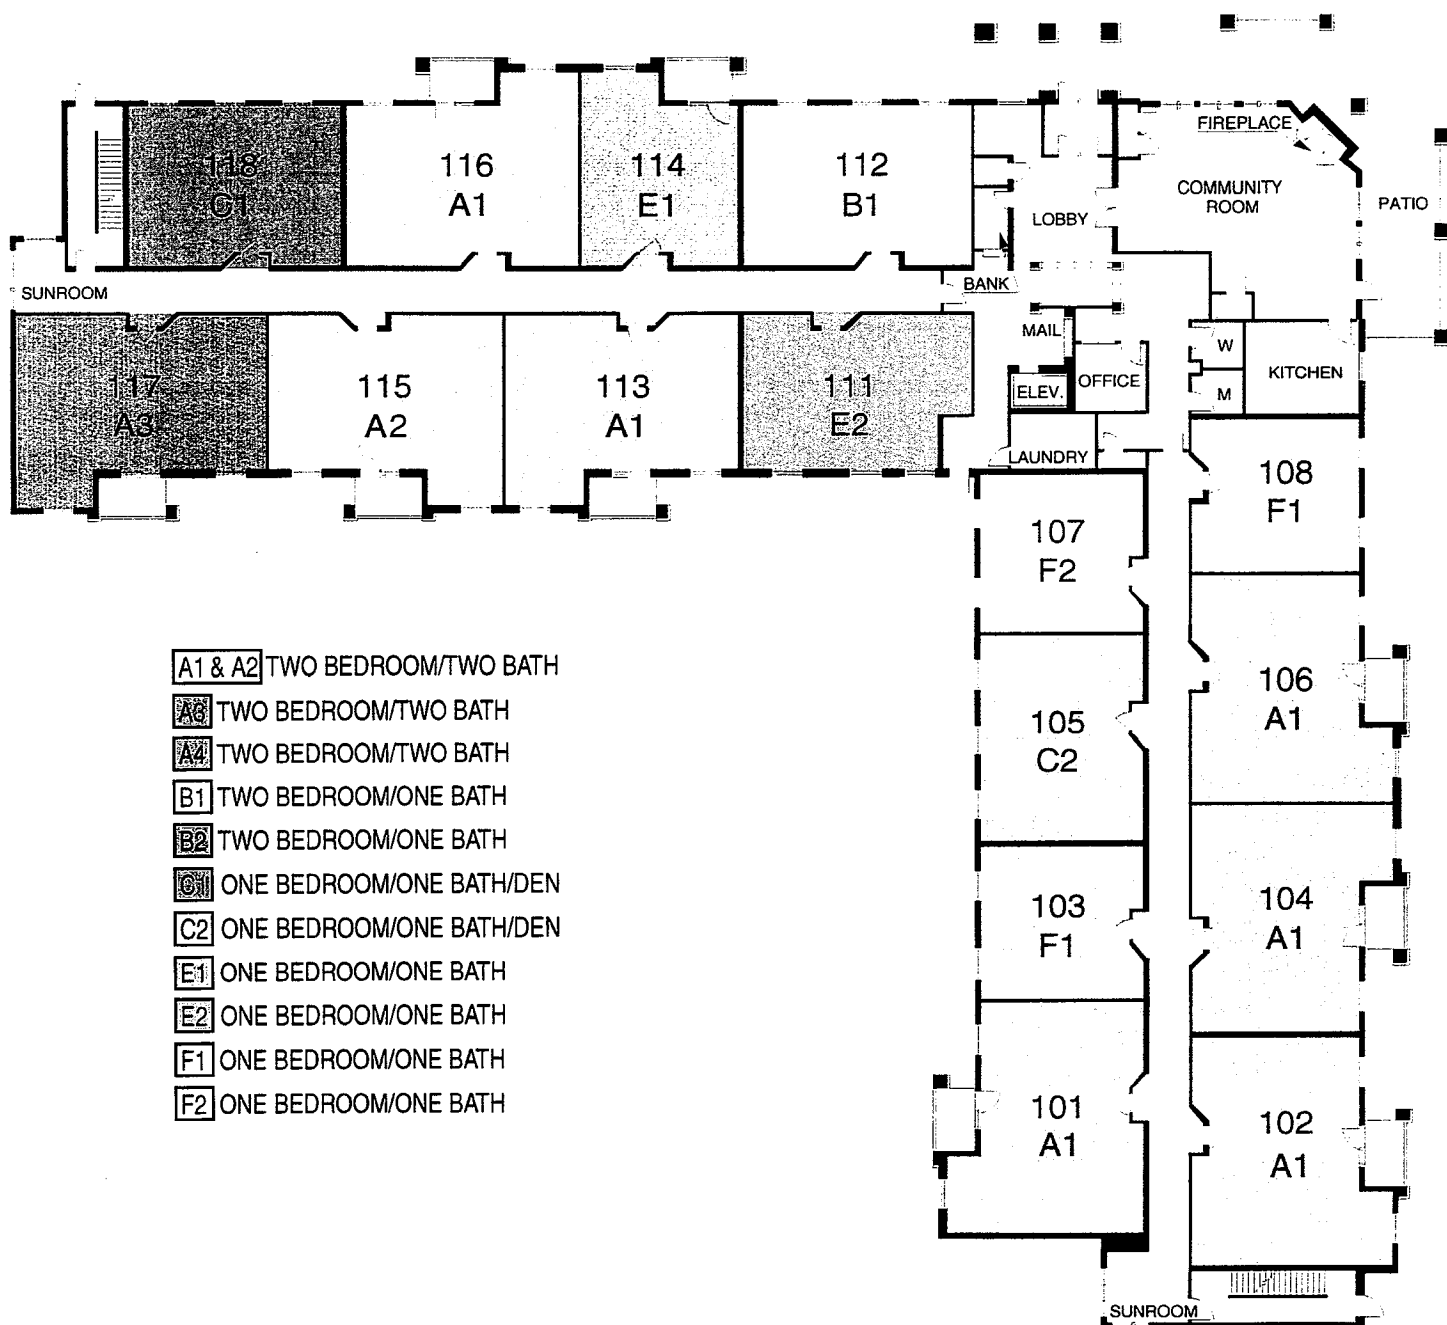 118
C1
116
A1
114
E1
112
B1
FIREPLACE
COMMUNITY
ROOM
PATIO
LOBBY
SUNROOM
BANK
117
A3
115
A2
113
A1
111
E2
MAIL
ELEV.
OFFICE
W
M
KITCHEN
LAUNDRY
108
F1
107
F2
106
A1
105
C2
104
A1
103
F1
102
A1
101
A1
SUNROOM
A1 & A2 TWO BEDROOM/TWO BATH
A3 TWO BEDROOM/TWO BATH
A4 TWO BEDROOM/TWO BATH
B1 TWO BEDROOM/ONE BATH
B2 TWO BEDROOM/ONE BATH
C1 ONE BEDROOM/ONE BATH/DEN
C2 ONE BEDROOM/ONE BATH/DEN
E1 ONE BEDROOM/ONE BATH
E2 ONE BEDROOM/ONE BATH
F1 ONE BEDROOM/ONE BATH
F2 ONE BEDROOM/ONE BATH